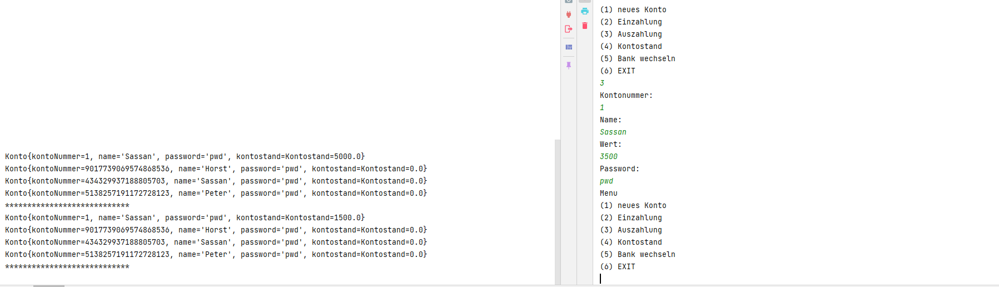 Konto{kontoNummer=1, name='Sassan', password='pwd', kontostand=Kontostand=5000.0}
Konto{kontoNummer=9017739069574868536, name='Horst', password='pwd', kontostand=Kontostand=0.0}
Konto{kontoNummer=434329937188805703, name='Sassan', password='pwd', kontostand=Kontostand=0.0}
Konto{kontoNummer=5138257191172728123, name='Peter', password='pwd', kontostand=Kontostand=0.0}
****************************
Konto{kontoNummer=1, name='Sassan', password='pwd', kontostand=Kontostand=1500.0}
Konto{kontoNummer=9017739069574868536, name='Horst', password='pwd', kontostand=Kontostand=0.0}
Konto{kontoNummer=434329937188805703, name='Sassan', password='pwd', kontostand=Kontostand=0.0}
Konto{kontoNummer=5138257191172728123, name='Peter', password='pwd', kontostand=Kontostand=0.0}
****************************
(1) neues Konto
(2) Einzahlung
(3) Auszahlung
(4) Kontostand
(5) Bank wechseln
(6) EXIT
3
Kontonummer:
1
Name:
Sassan
Wert:
3500
Password:
pwd
Menu
(1) neues Konto
(2) Einzahlung
(3) Auszahlung
(4) Kontostand
(5) Bank wechseln
(6) EXIT